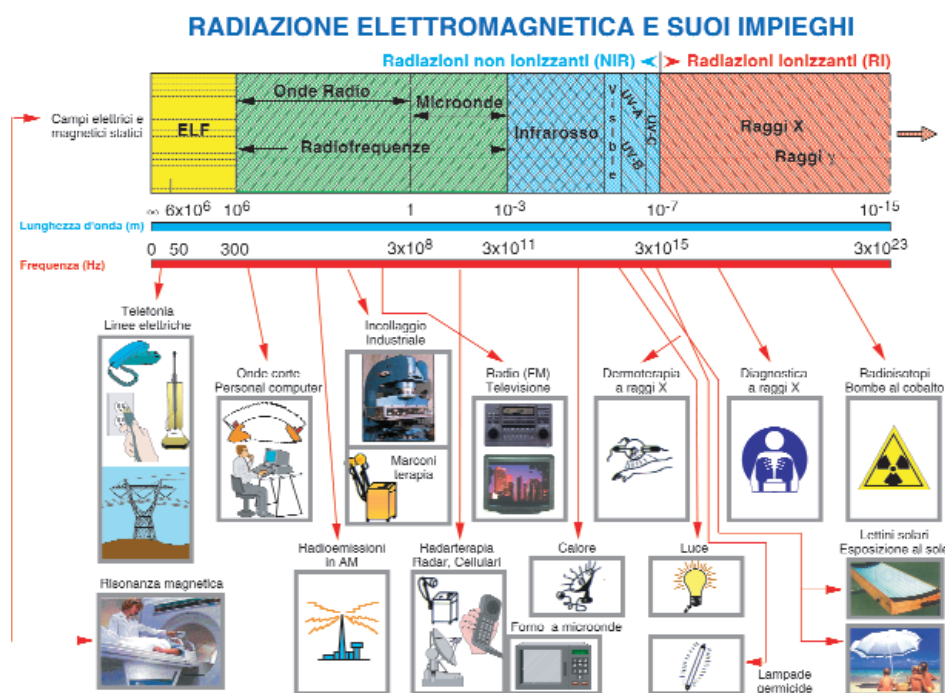 RADIAZIONE ELETTROMAGNETICA E SUOI IMPIEGHI
Radiazioni non ionizzanti (NIR)
Radiazioni ionizzanti (RI)
Campi elettrici e
magnetici statici
ELF
Onde Radio
Microonde
Radiofrequenze
Infrarosso
Visibile
UV-A
UV-B
UV-C
Raggi X
Raggi γ
∞ 6x10⁶ 10⁶ 1 10⁻³ 10⁻⁷ 10⁻¹⁵
Lunghezza d'onda (m)
0 50 300 3x10⁸ 3x10¹¹ 3x10¹⁵ 3x10²³
Frequenza (Hz)
Telefonia
Linee elettriche
Onde corte
Personal computer
Incollaggio
Industriale
Marconi
terapia
Radio (FM)
Televisione
Dermoterapia
a raggi X
Diagnostica
a raggi X
Radioisotopi
Bombe al cobalto
Risonanza magnetica
Radioemissioni
in AM
Radarterapia
Radar, Cellulari
Calore
Forno a microonde
Luce
Lampade
germicide
Lettini solari
Esposizione al sole